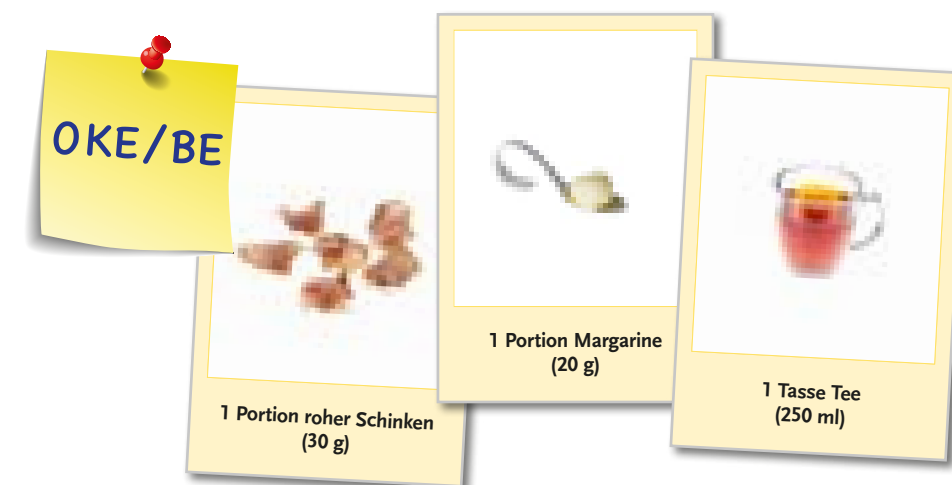 OKE/BE
1 Portion roher Schinken
(30 g)
1 Portion Margarine
(20 g)
1 Tasse Tee
(250 ml)